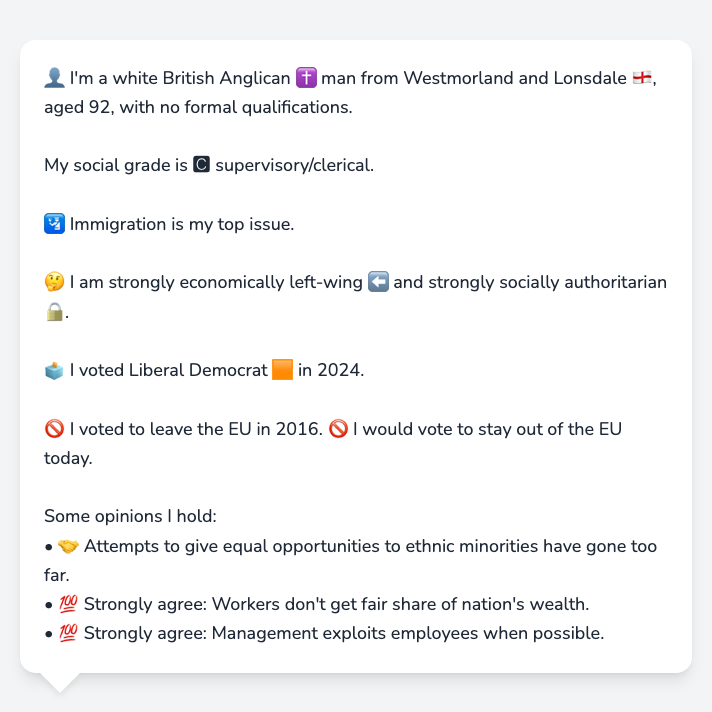 👤 I'm a white British Anglican ✝️ man from Westmorland and Lonsdale 🏴󠁧󠁢󠁥󠁮󠁧󠁿,
aged 92, with no formal qualifications.
My social grade is 🅲 supervisory/clerical.
🛂 Immigration is my top issue.
🤔 I am strongly economically left-wing ⬅️ and strongly socially authoritarian
🔒.
🗳️ I voted Liberal Democrat 🟧 in 2024.
🚫 I voted to leave the EU in 2016. 🚫 I would vote to stay out of the EU
today.
Some opinions I hold:
• 🤝 Attempts to give equal opportunities to ethnic minorities have gone too
far.
• 💯 Strongly agree: Workers don't get fair share of nation's wealth.
• 💯 Strongly agree: Management exploits employees when possible.